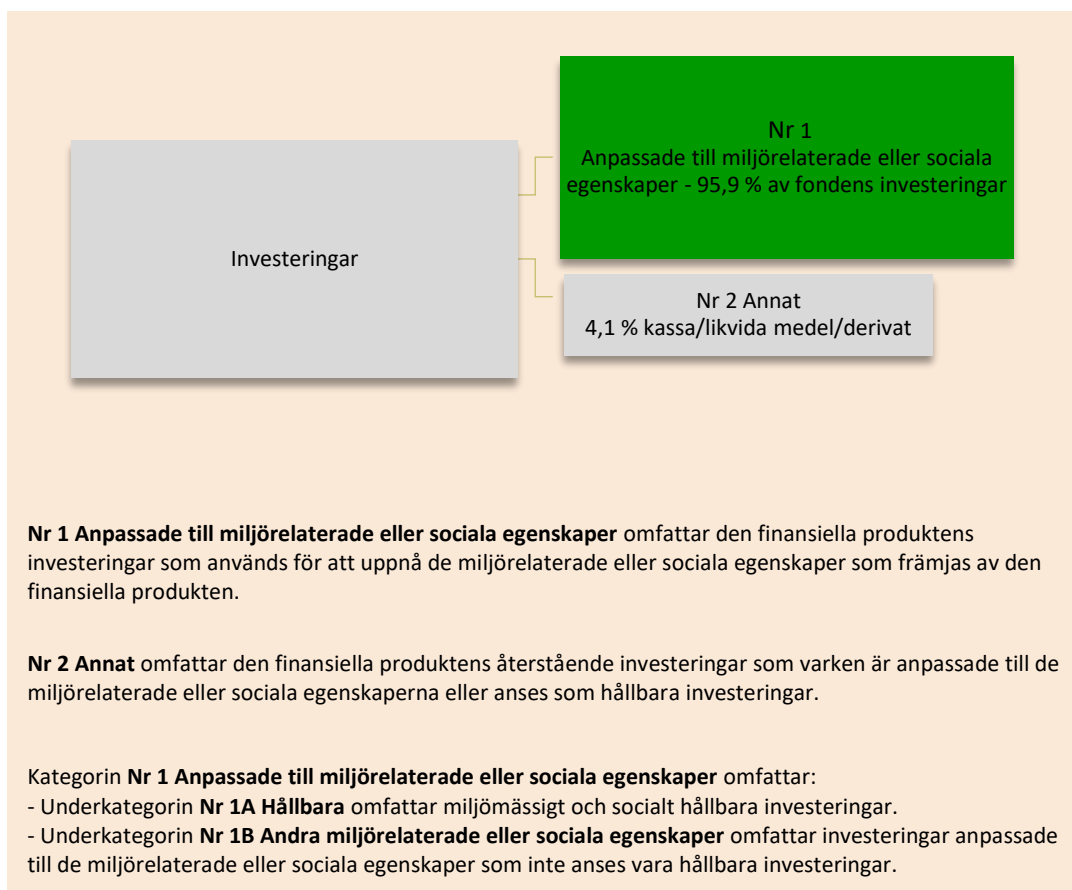 Nr 1
Anpassade till miljörelaterade eller sociala
egenskaper - 95,9 % av fondens investeringar
Investeringar
Nr 2 Annat
4,1 % kassa/likvida medel/derivat
Nr 1 Anpassade till miljörelaterade eller sociala egenskaper omfattar den finansiella produktens
investeringar som används för att uppnå de miljörelaterade eller sociala egenskaper som främjas av den
finansiella produkten.
Nr 2 Annat omfattar den finansiella produktens återstående investeringar som varken är anpassade till de
miljörelaterade eller sociala egenskaperna eller anses som hållbara investeringar.
Kategorin Nr 1 Anpassade till miljörelaterade eller sociala egenskaper omfattar:
- Underkategorin Nr 1A Hållbara omfattar miljömässigt och socialt hållbara investeringar.
- Underkategorin Nr 1B Andra miljörelaterade eller sociala egenskaper omfattar investeringar anpassade
till de miljörelaterade eller sociala egenskaper som inte anses vara hållbara investeringar.